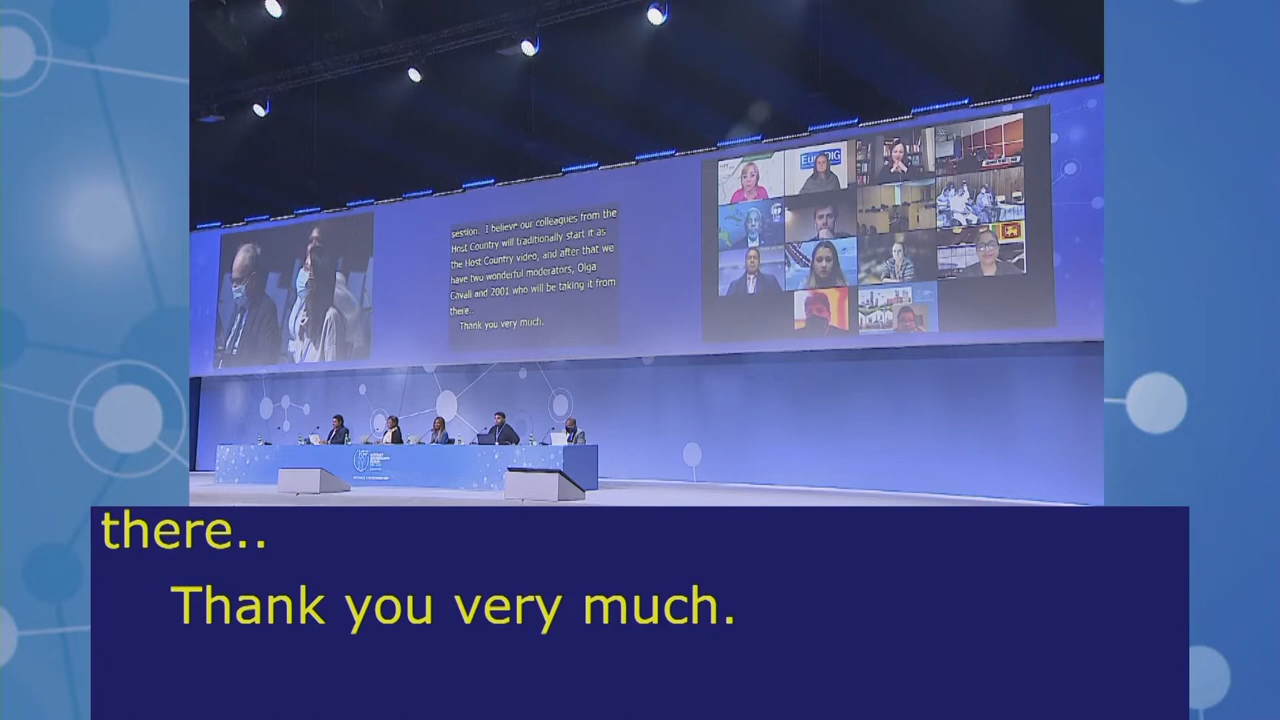 session. I believe our colleagues from the
Host Country will traditionally start it as
the Host Country video, and after that we
have two wonderful moderators, Olga
Cavali and 2001 who will be taking it from
there..
Thank you very much.
EuroDIG
there..
Thank you very much.